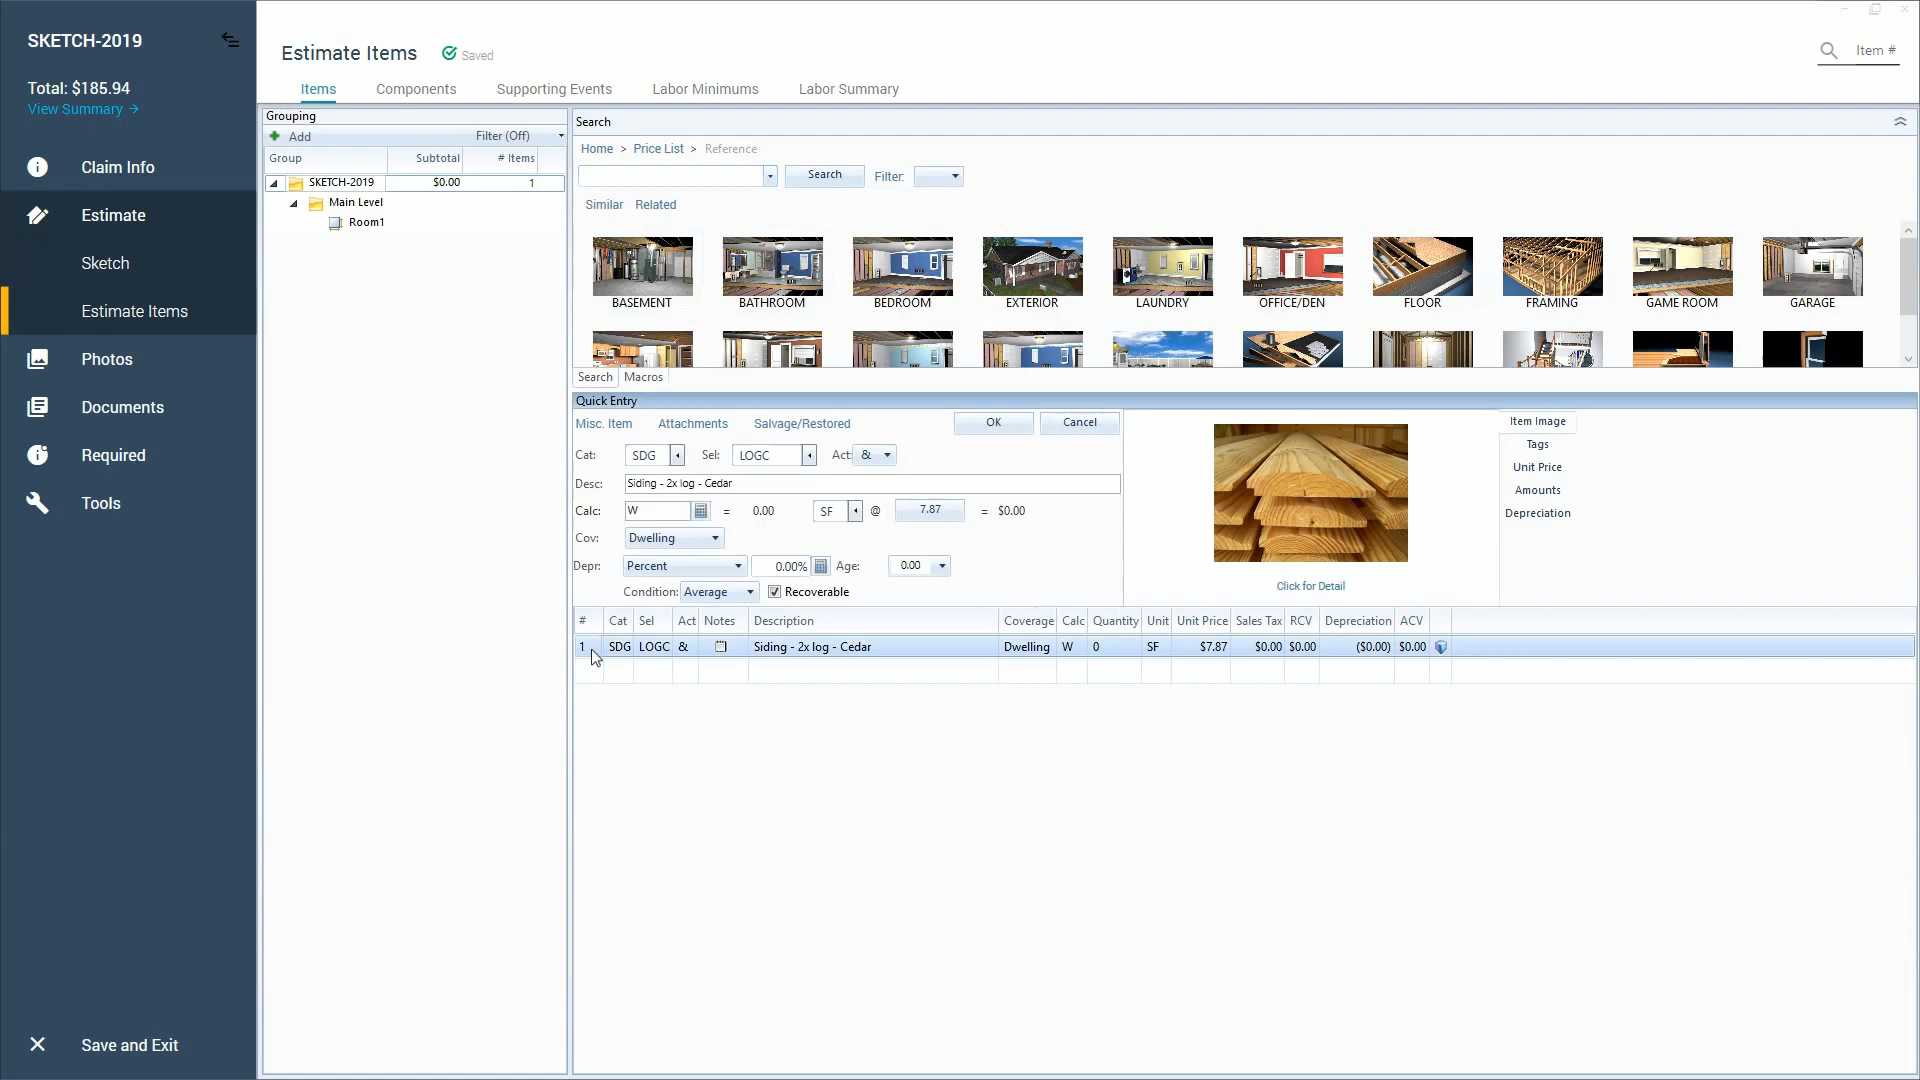 SKETCH-2019
Total: $185.94
View Summary →
Claim Info
Estimate
Sketch
Estimate Items
Photos
Documents
Required
Tools
Save and Exit
Estimate Items Saved
Item #
Items Components Supporting Events Labor Minimums Labor Summary
Grouping
Add Filter (Off)
Group Subtotal # Items
SKETCH-2019 $0.00 1
Main Level
Room1
Search
Home > Price List > Reference
Search Filter:
Similar Related
BASEMENT BATHROOM BEDROOM EXTERIOR LAUNDRY OFFICE/DEN FLOOR FRAMING GAME ROOM GARAGE
Search Macros
Quick Entry
Misc. Item Attachments Salvage/Restored OK Cancel
Cat: SDG Sel: LOGC Act: &
Desc: Siding - 2x log - Cedar
Calc: W = 0.00 SF @ 7.87 = $0.00
Cov: Dwelling
Depr: Percent 0.00% Age: 0.00
Condition: Average Recoverable
Click for Detail
Item Image
Tags
Unit Price
Amounts
Depreciation
# Cat Sel Act Notes Description Coverage Calc Quantity Unit Unit Price Sales Tax RCV Depreciation ACV
1 SDG LOGC & Siding - 2x log - Cedar Dwelling W 0 SF $7.87 $0.00 $0.00 ($0.00) $0.00